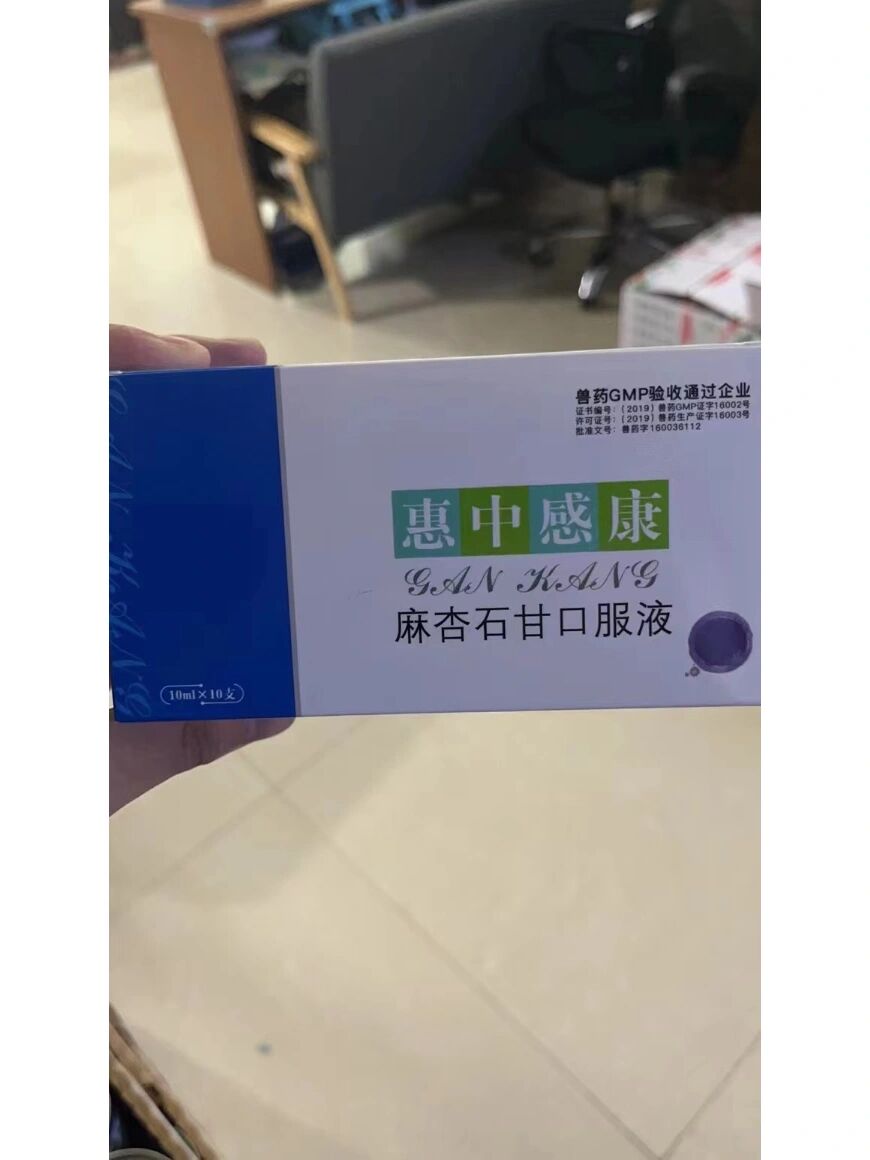 兽药GMP验收通过企业
证书编号：（2019）兽药GMP证字16002号
许可证号：（2019）兽药生产证字16003号
批准文号：兽药字160036112
惠中感康
GAN KANG
麻杏石甘口服液
10ml×10支
GAN KANG